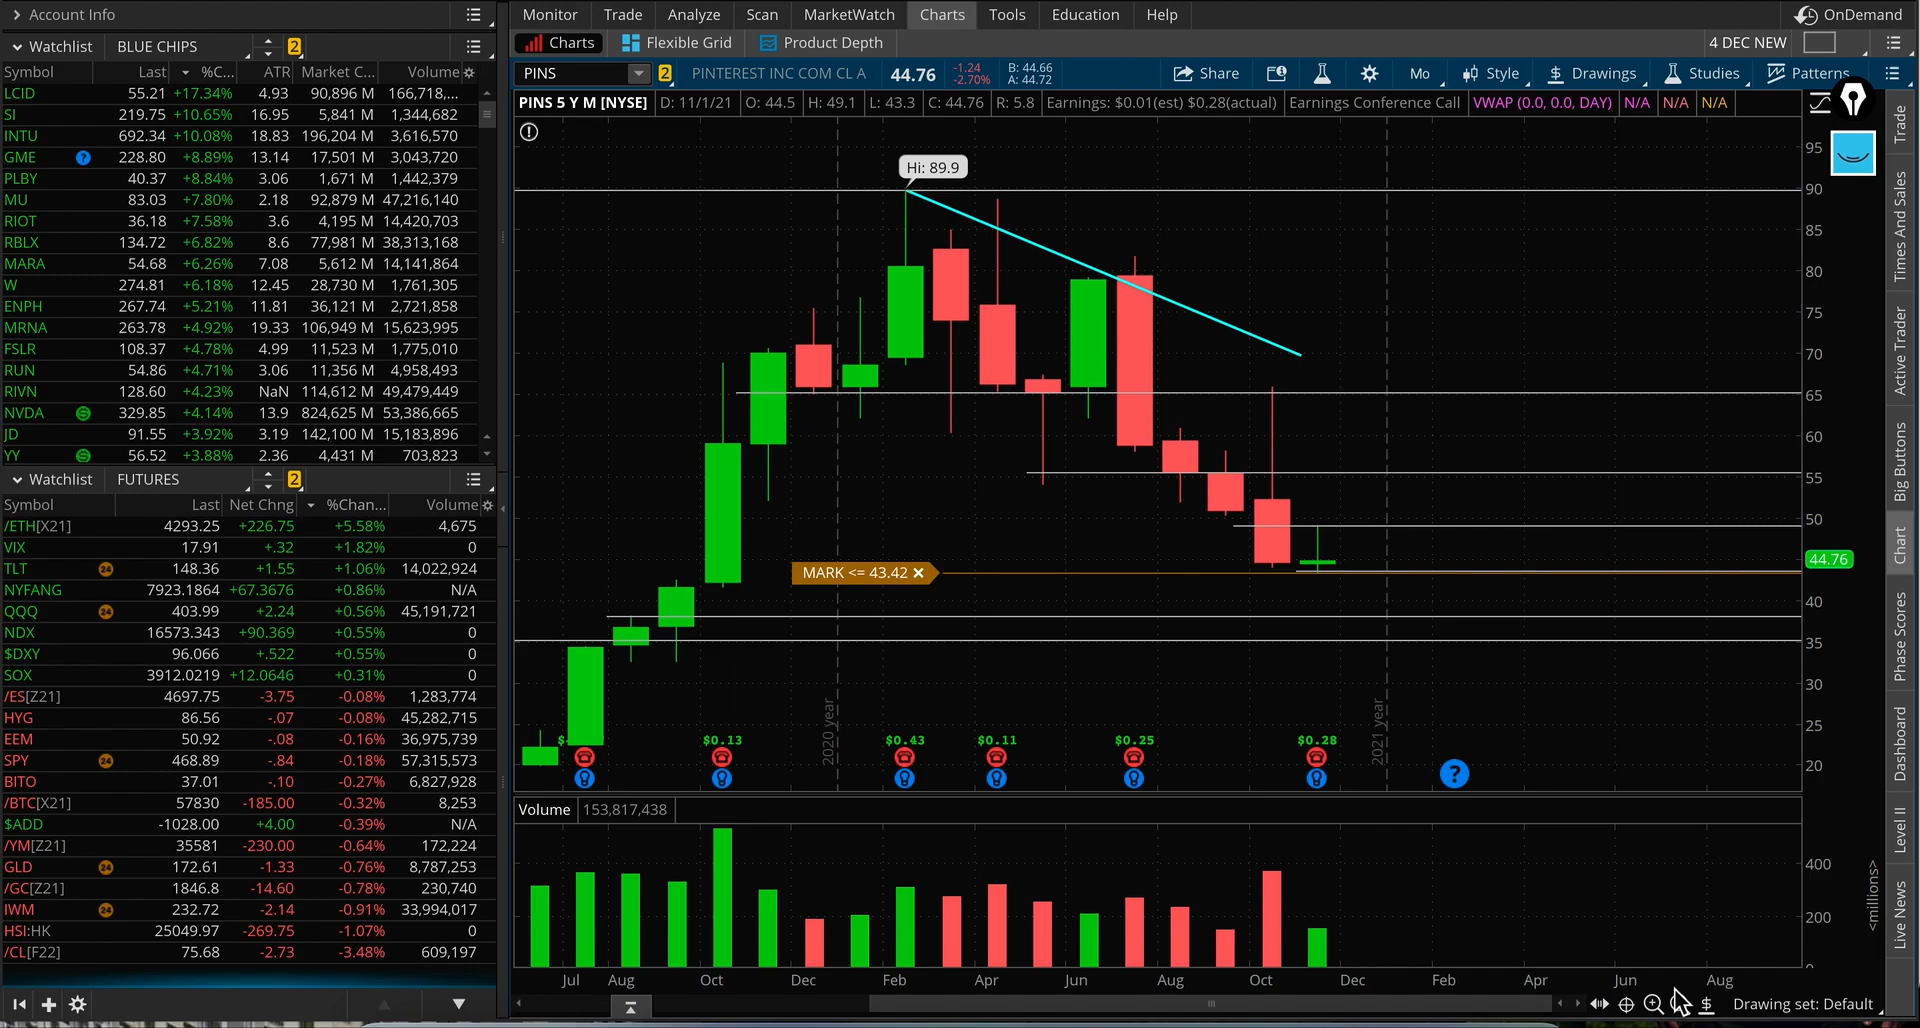 Account Info
Monitor Trade Analyze Scan MarketWatch Charts Tools Education Help OnDemand
Watchlist BLUE CHIPS 2
Charts Flexible Grid Product Depth 4 DEC NEW
Symbol Last %C... ATR Market C... Volume
LCID 55.21 +17.34% 4.93 90,896 M 166,718,...
SI 219.75 +10.65% 16.95 5,841 M 1,344,682
INTU 692.34 +10.08% 18.83 196,204 M 3,616,570
GME ? 228.80 +8.89% 13.14 17,501 M 3,043,720
PLBY 40.37 +8.84% 3.06 1,671 M 1,442,379
MU 83.03 +7.80% 2.18 92,879 M 47,216,140
RIOT 36.18 +7.58% 3.6 4,195 M 14,420,703
RBLX 134.72 +6.82% 8.6 77,981 M 38,313,168
MARA 54.68 +6.26% 7.08 5,612 M 14,141,864
W 274.81 +6.18% 12.45 28,730 M 1,761,305
ENPH 267.74 +5.21% 11.81 36,121 M 2,721,858
MRNA 263.78 +4.92% 19.33 106,949 M 15,623,995
FSLR 108.37 +4.78% 4.99 11,523 M 1,775,010
RUN 54.86 +4.71% 3.06 11,356 M 4,958,493
RIVN 128.60 +4.23% NaN 114,612 M 49,479,449
NVDA S 329.85 +4.14% 13.9 824,625 M 53,386,665
JD 91.55 +3.92% 3.19 142,100 M 15,183,896
YY S 56.52 +3.88% 2.36 4,431 M 703,823
Watchlist FUTURES 2
Symbol Last Net Chng %Chan... Volume
/ETH[X21] 4293.25 +226.75 +5.58% 4,675
VIX 17.91 +.32 +1.82% 0
TLT 24 148.36 +1.55 +1.06% 14,022,924
NYFANG 7923.1864 +67.3676 +0.86% N/A
QQQ 24 403.99 +2.24 +0.56% 45,191,721
NDX 16573.343 +90.369 +0.55% 0
$DXY 96.066 +.522 +0.55% 0
SOX 3912.0219 +12.0646 +0.31% 0
/ES[Z21] 4697.75 -3.75 -0.08% 1,283,774
HYG 86.56 -.07 -0.08% 45,282,715
EEM 50.92 -.08 -0.16% 36,975,739
SPY 24 468.89 -.84 -0.18% 57,315,573
BITO 37.01 -.10 -0.27% 6,827,928
/BTC[X21] 57830 -185.00 -0.32% 8,253
$ADD -1028.00 +4.00 -0.39% N/A
/YM[Z21] 35581 -230.00 -0.64% 172,224
GLD 24 172.61 -1.33 -0.76% 8,787,253
/GC[Z21] 1846.8 -14.60 -0.78% 230,740
IWM 24 232.72 -2.14 -0.91% 33,994,017
HSI:HK 25049.97 -269.75 -1.07% 0
/CL[F22] 75.68 -2.73 -3.48% 609,197
PINS 2 PINTEREST INC COM CL A 44.76 -1.24 -2.70% B: 44.66 A: 44.72 Share Mo Style $ Drawings Studies Patterns
PINS 5 Y M [NYSE] D: 11/1/21 O: 44.5 H: 49.1 L: 43.3 C: 44.76 R: 5.8 Earnings: $0.01(est) $0.28(actual) Earnings Conference Call VWAP (0.0, 0.0, DAY) N/A N/A N/A
Hi: 89.9
95
90
85
80
75
70
65
60
55
50
44.76
40
35
30
25
20
MARK <= 43.42 ×
2020 year
2021 year
$0.13 $0.43 $0.11 $0.25 $0.28
?
Volume 153,817,438
400
200
0
<millions>
Jul Aug Oct Dec Feb Apr Jun Aug Oct Dec Feb Apr Jun Aug
$ Drawing set: Default
Trade
Times And Sales
Active Trader
Big Buttons
Chart
Phase Scores
Dashboard
Level II
Live News